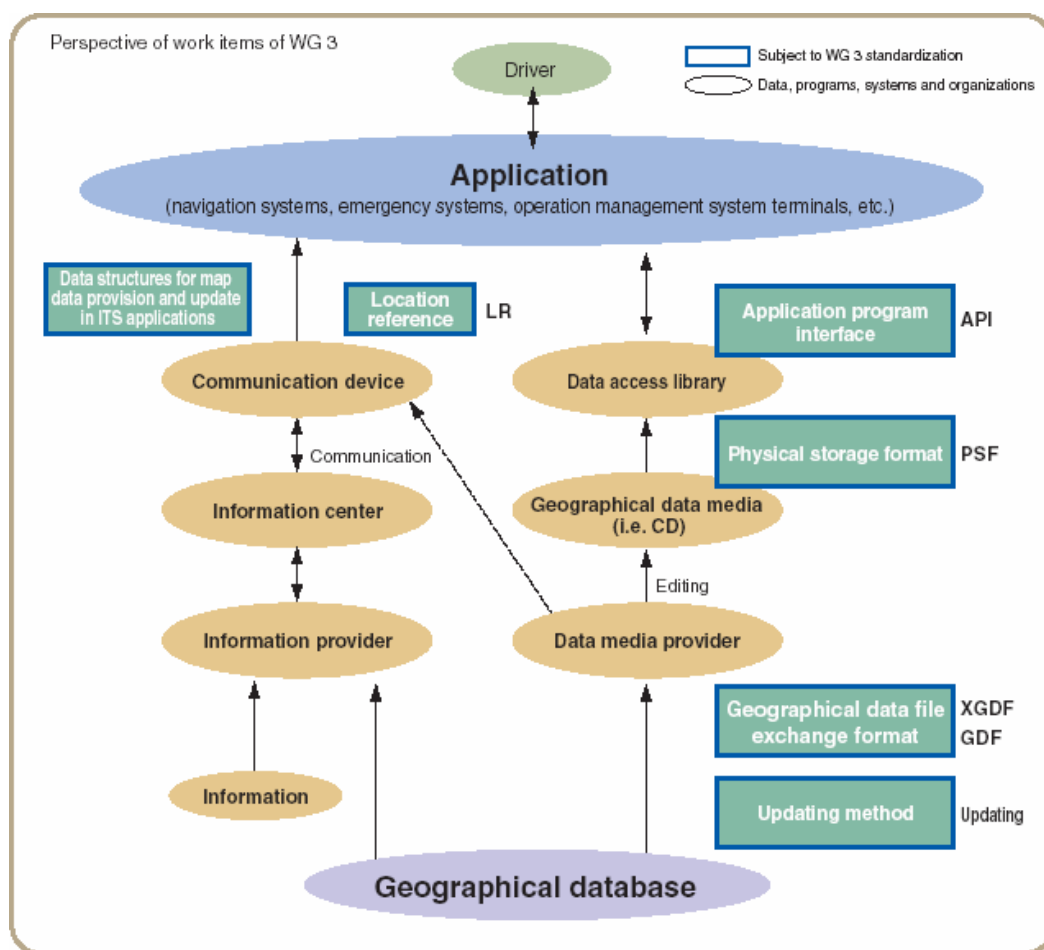 Perspective of work items of WG 3
Subject to WG 3 standardization
Data, programs, systems and organizations
Driver
Application
(navigation systems, emergency systems, operation management system terminals, etc.)
Data structures for map
data provision and update
in ITS applications
Location
reference
LR
Application program
interface
API
Communication device
Data access library
Communication
Physical storage format
PSF
Information center
Geographical data media
(i.e. CD)
Editing
Information provider
Data media provider
Geographical data file
exchange format
XGDF
GDF
Information
Updating method
Updating
Geographical database